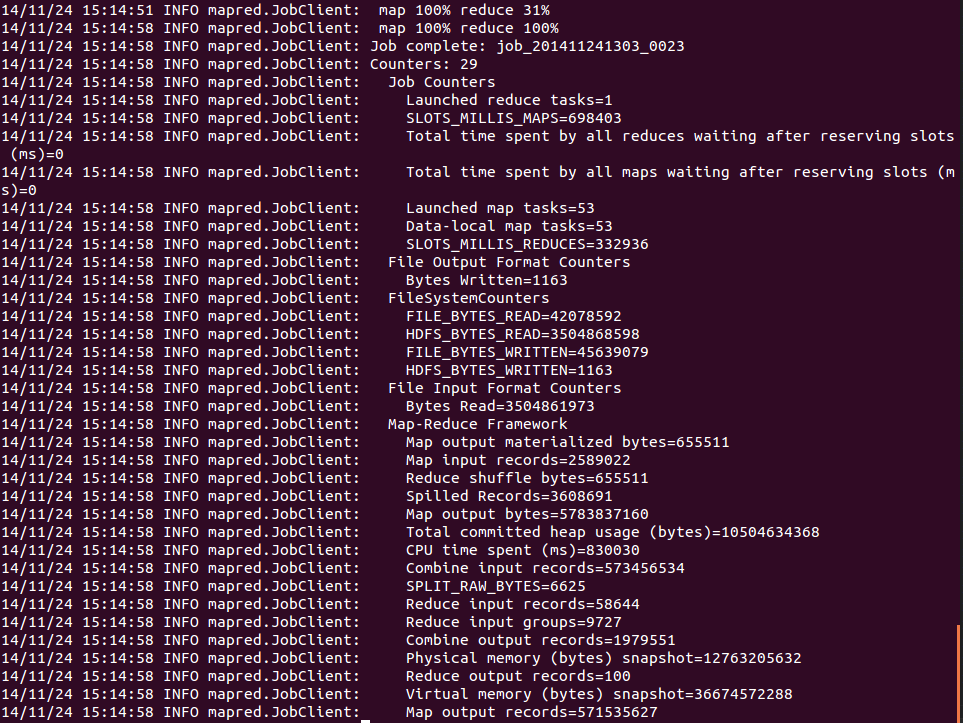 14/11/24 15:14:51 INFO mapred.JobClient:  map 100% reduce 31%
14/11/24 15:14:58 INFO mapred.JobClient:  map 100% reduce 100%
14/11/24 15:14:58 INFO mapred.JobClient: Job complete: job_201411241303_0023
14/11/24 15:14:58 INFO mapred.JobClient: Counters: 29
14/11/24 15:14:58 INFO mapred.JobClient:   Job Counters
14/11/24 15:14:58 INFO mapred.JobClient:     Launched reduce tasks=1
14/11/24 15:14:58 INFO mapred.JobClient:     SLOTS_MILLIS_MAPS=698403
14/11/24 15:14:58 INFO mapred.JobClient:     Total time spent by all reduces waiting after reserving slots
 (ms)=0
14/11/24 15:14:58 INFO mapred.JobClient:     Total time spent by all maps waiting after reserving slots (m
s)=0
14/11/24 15:14:58 INFO mapred.JobClient:     Launched map tasks=53
14/11/24 15:14:58 INFO mapred.JobClient:     Data-local map tasks=53
14/11/24 15:14:58 INFO mapred.JobClient:     SLOTS_MILLIS_REDUCES=332936
14/11/24 15:14:58 INFO mapred.JobClient:   File Output Format Counters
14/11/24 15:14:58 INFO mapred.JobClient:     Bytes Written=1163
14/11/24 15:14:58 INFO mapred.JobClient:   FileSystemCounters
14/11/24 15:14:58 INFO mapred.JobClient:     FILE_BYTES_READ=42078592
14/11/24 15:14:58 INFO mapred.JobClient:     HDFS_BYTES_READ=3504868598
14/11/24 15:14:58 INFO mapred.JobClient:     FILE_BYTES_WRITTEN=45639079
14/11/24 15:14:58 INFO mapred.JobClient:     HDFS_BYTES_WRITTEN=1163
14/11/24 15:14:58 INFO mapred.JobClient:   File Input Format Counters
14/11/24 15:14:58 INFO mapred.JobClient:     Bytes Read=3504861973
14/11/24 15:14:58 INFO mapred.JobClient:   Map-Reduce Framework
14/11/24 15:14:58 INFO mapred.JobClient:     Map output materialized bytes=655511
14/11/24 15:14:58 INFO mapred.JobClient:     Map input records=2589022
14/11/24 15:14:58 INFO mapred.JobClient:     Reduce shuffle bytes=655511
14/11/24 15:14:58 INFO mapred.JobClient:     Spilled Records=3608691
14/11/24 15:14:58 INFO mapred.JobClient:     Map output bytes=5783837160
14/11/24 15:14:58 INFO mapred.JobClient:     Total committed heap usage (bytes)=10504634368
14/11/24 15:14:58 INFO mapred.JobClient:     CPU time spent (ms)=830030
14/11/24 15:14:58 INFO mapred.JobClient:     Combine input records=573456534
14/11/24 15:14:58 INFO mapred.JobClient:     SPLIT_RAW_BYTES=6625
14/11/24 15:14:58 INFO mapred.JobClient:     Reduce input records=58644
14/11/24 15:14:58 INFO mapred.JobClient:     Reduce input groups=9727
14/11/24 15:14:58 INFO mapred.JobClient:     Combine output records=1979551
14/11/24 15:14:58 INFO mapred.JobClient:     Physical memory (bytes) snapshot=12763205632
14/11/24 15:14:58 INFO mapred.JobClient:     Reduce output records=100
14/11/24 15:14:58 INFO mapred.JobClient:     Virtual memory (bytes) snapshot=36674572288
14/11/24 15:14:58 INFO mapred.JobClient:     Map output records=571535627